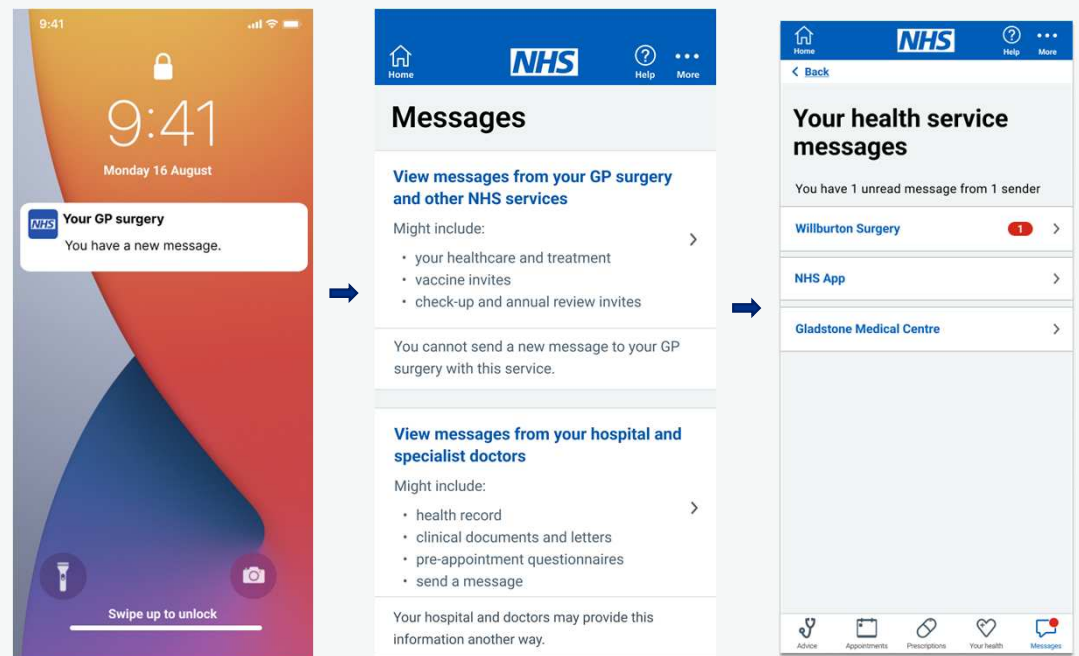 9:41
9:41
Monday 16 August
NHS
Your GP surgery
You have a new message.
Swipe up to unlock
Home
NHS
Help
More
Messages
View messages from your GP surgery
and other NHS services
Might include:
• your healthcare and treatment
• vaccine invites
• check-up and annual review invites
You cannot send a new message to your GP
surgery with this service.
View messages from your hospital and
specialist doctors
Might include:
• health record
• clinical documents and letters
• pre-appointment questionnaires
• send a message
Your hospital and doctors may provide this
information another way.
Home
NHS
Help
More
Back
Your health service
messages
You have 1 unread message from 1 sender
Willburton Surgery
1
NHS App
Gladstone Medical Centre
Advice
Appointments
Prescriptions
Your health
Messages